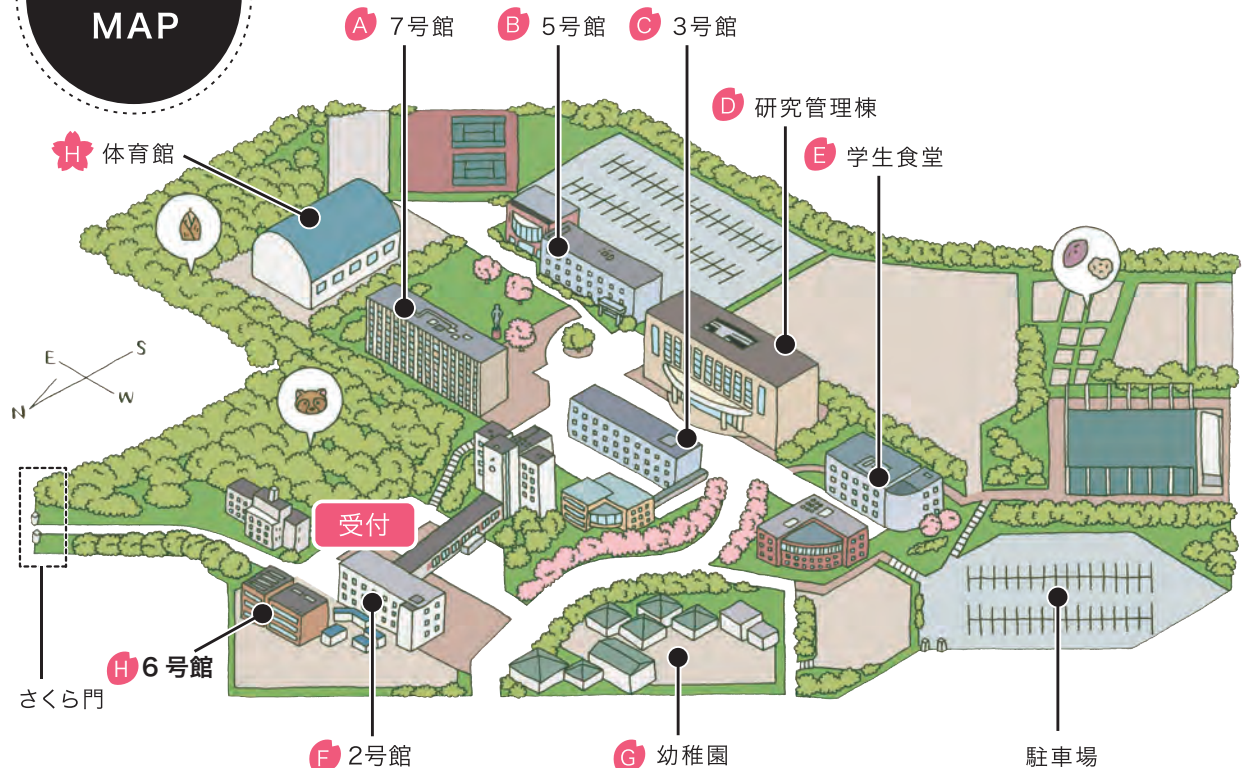 MAP
A 7号館
B 5号館
C 3号館
D 研究管理棟
H 体育館
E 学生食堂
E
S
N
W
受付
H 6号館
さくら門
F 2号館
G 幼稚園
駐車場